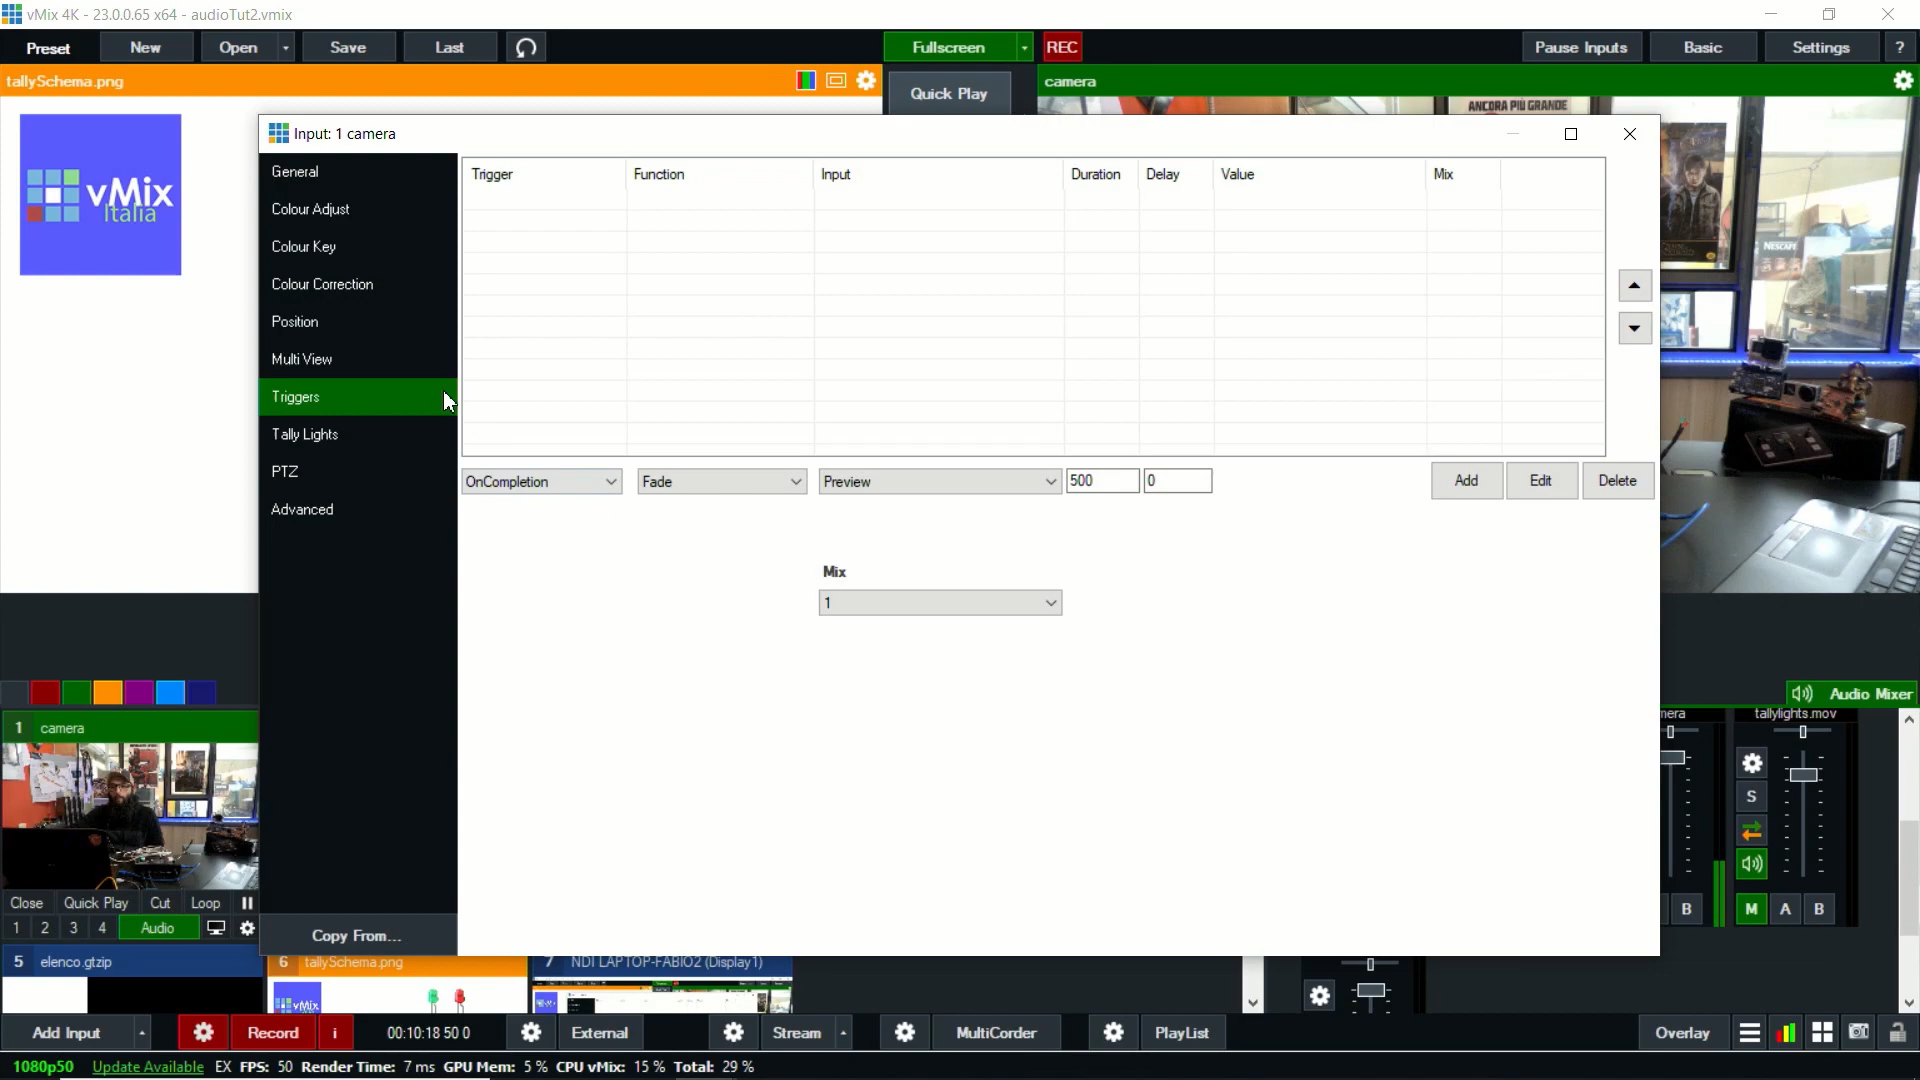 vMix 4K - 23.0.0.65 x64 - audioTut2.vmix
Preset New Open Save Last Fullscreen REC Pause Inputs Basic Settings ?
tallySchema.png
Quick Play
camera
ANCORA PIÙ GRANDE
vMix
Italia
NESCAFÉ
Input: 1 camera
General
Colour Adjust
Colour Key
Colour Correction
Position
Multi View
Triggers
Tally Lights
PTZ
Advanced
Copy From...
Trigger Function Input Duration Delay Value Mix
OnCompletion Fade Preview 500 0 Add Edit Delete
Mix
1
Audio Mixer
mera tallylights.mov
S
B M A B
1 camera
Close Quick Play Cut Loop
1 2 3 4 Audio
5 elenco.gtzip
6 tallySchema.png
7 NDI LAPTOP-FABIO2 (Display1)
vMix
Add Input Record i 00:10:18 50 0 External Stream MultiCorder PlayList Overlay
1080p50 Update Available EX FPS: 50 Render Time: 7 ms GPU Mem: 5 % CPU vMix: 15 % Total: 29 %